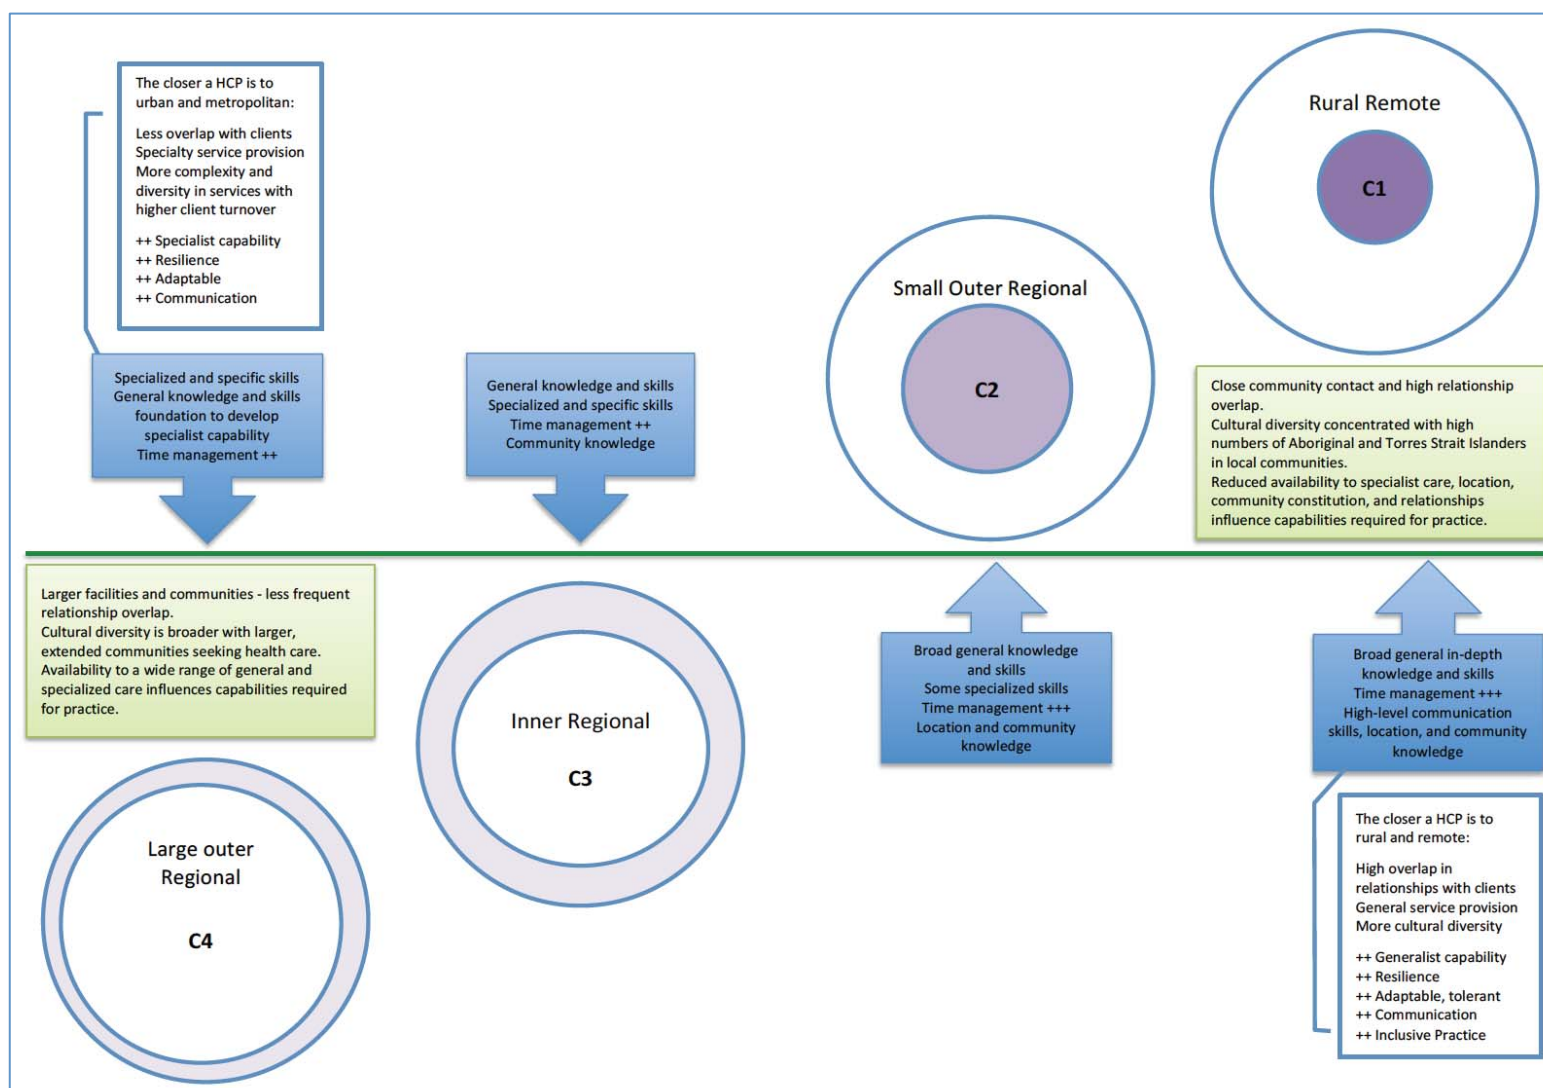 The closer a HCP is to
urban and metropolitan:
Less overlap with clients
Specialty service provision
More complexity and
diversity in services with
higher client turnover
++ Specialist capability
++ Resilience
++ Adaptable
++ Communication
Specialized and specific skills
General knowledge and skills
foundation to develop
specialist capability
Time management ++
General knowledge and skills
Specialized and specific skills
Time management ++
Community knowledge
Small Outer Regional
C2
Rural Remote
C1
Close community contact and high relationship
overlap.
Cultural diversity concentrated with high
numbers of Aboriginal and Torres Strait Islanders
in local communities.
Reduced availability to specialist care, location,
community constitution, and relationships
influence capabilities required for practice.
Larger facilities and communities - less frequent
relationship overlap.
Cultural diversity is broader with larger,
extended communities seeking health care.
Availability to a wide range of general and
specialized care influences capabilities required
for practice.
Large outer
Regional
C4
Inner Regional
C3
Broad general knowledge
and skills
Some specialized skills
Time management +++
Location and community
knowledge
Broad general in-depth
knowledge and skills
Time management +++
High-level communication
skills, location, and community
knowledge
The closer a HCP is to
rural and remote:
High overlap in
relationships with clients
General service provision
More cultural diversity
++ Generalist capability
++ Resilience
++ Adaptable, tolerant
++ Communication
++ Inclusive Practice